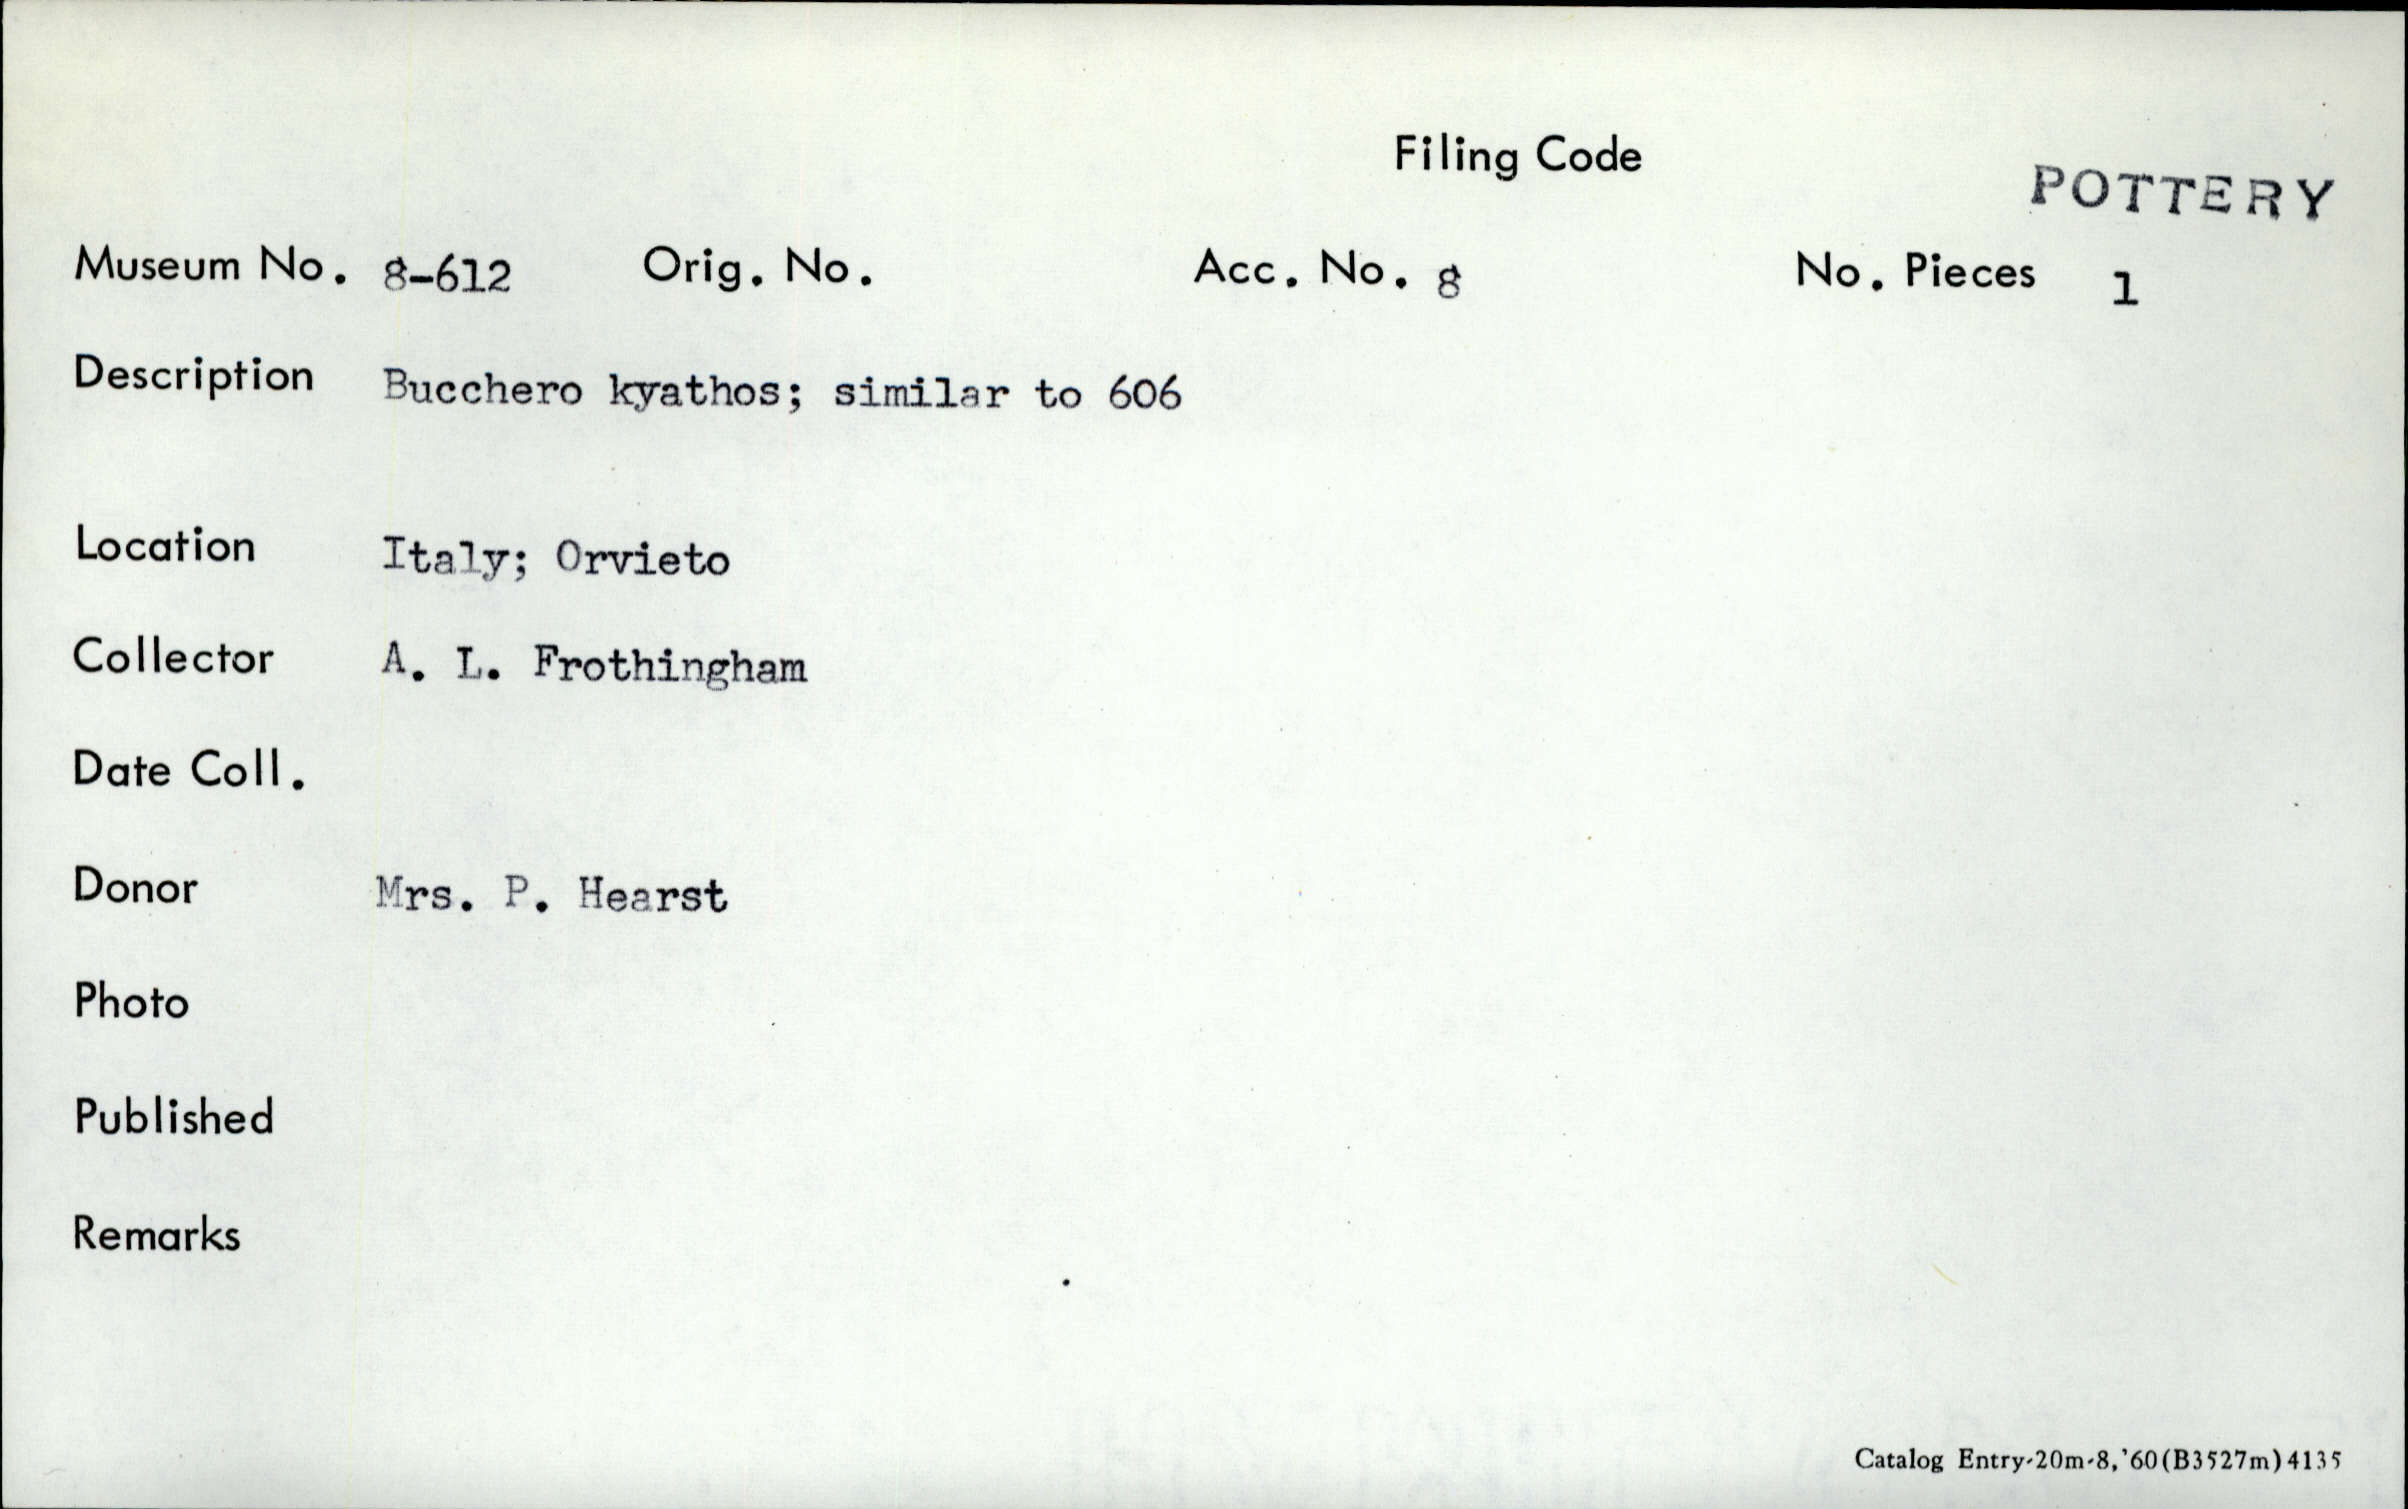 Filing Code
POTTERY
Museum No. 8-612 Orig. No. Acc. No. 8 No. Pieces 1
Description Bucchero kyathos; similar to 606
Location Italy; Orvieto
Collector A. L. Frothingham
Date Coll.
Donor Mrs. P. Hearst
Photo
Published
Remarks
Catalog Entry-20m-8,'60(B3527m)4135